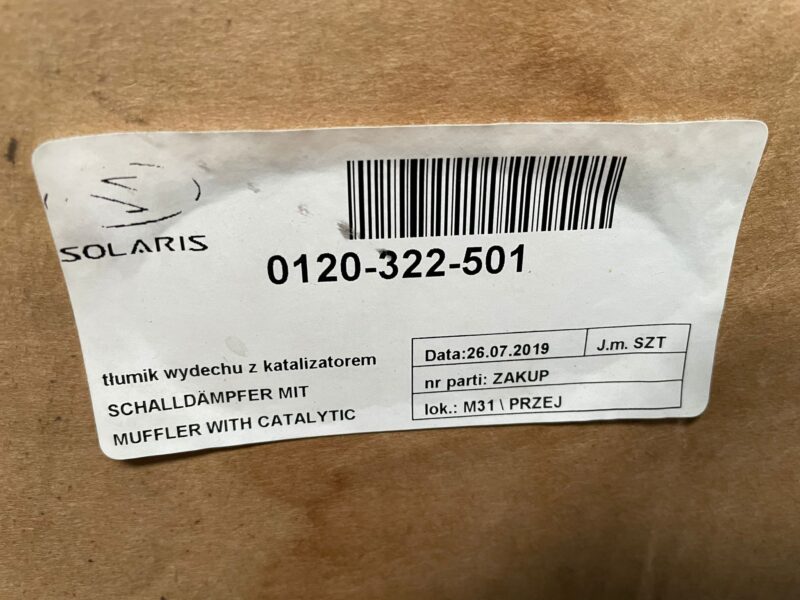 SOLARIS
0120-322-501
tłumik wydechu z katalizatorem
SCHALLDÄMPFER MIT
MUFFLER WITH CATALYTIC
Data:26.07.2019 J.m. SZT
nr parti: ZAKUP
lok.: M31 \ PRZEJ